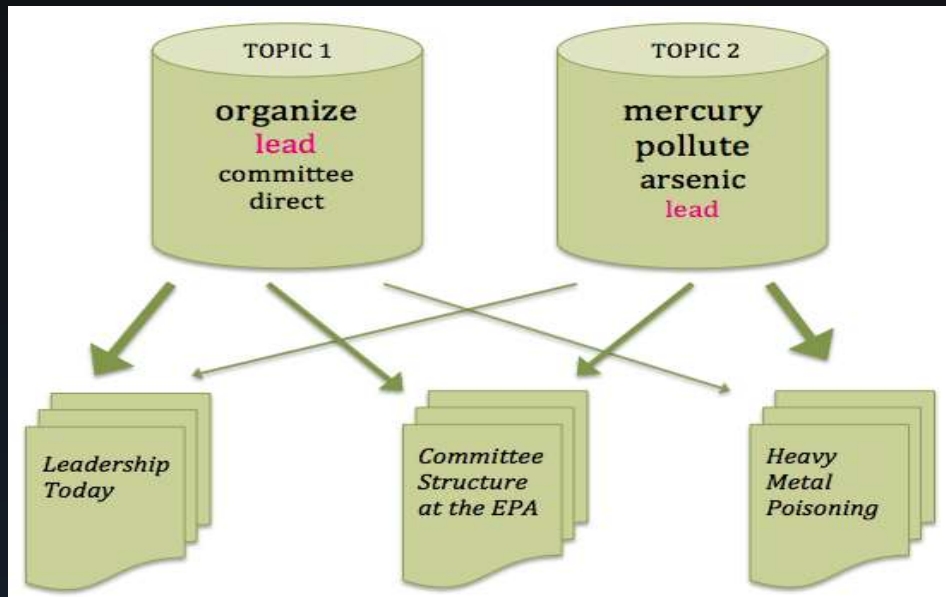 TOPIC 1
organize
lead
committee
direct
TOPIC 2
mercury
pollute
arsenic
lead
Leadership
Today
Committee
Structure
at the EPA
Heavy
Metal
Poisoning